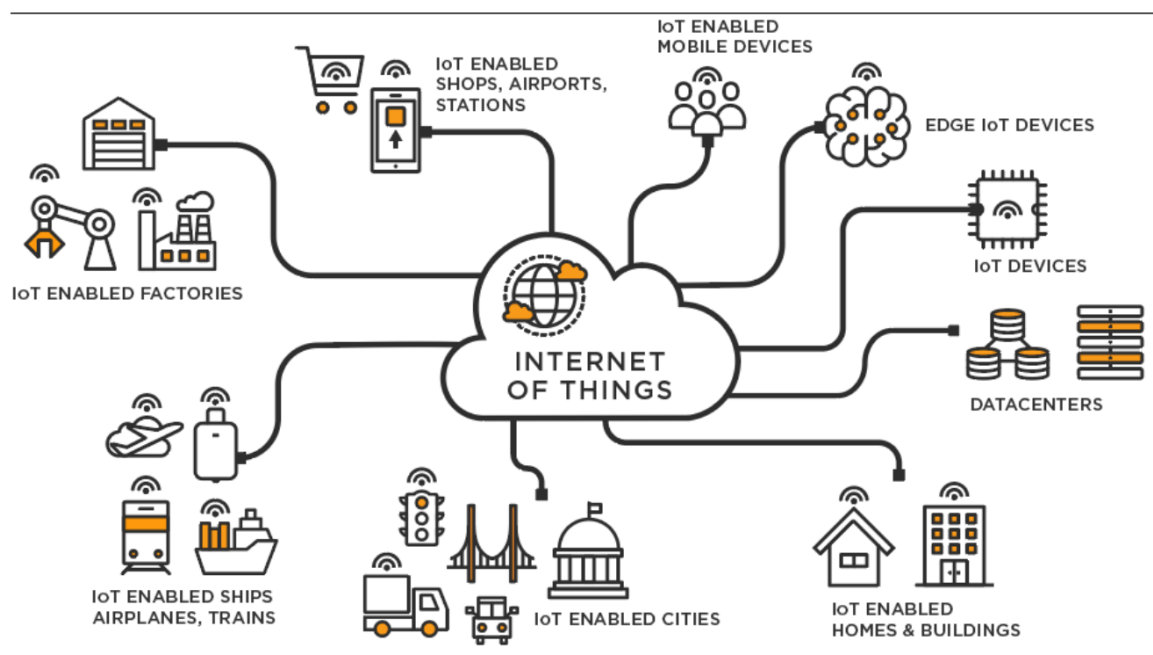 IoT ENABLED
MOBILE DEVICES
IoT ENABLED
SHOPS, AIRPORTS,
STATIONS
EDGE IoT DEVICES
IoT DEVICES
IoT ENABLED FACTORIES
INTERNET
OF THINGS
DATACENTERS
IoT ENABLED SHIPS
AIRPLANES, TRAINS
IoT ENABLED CITIES
IoT ENABLED
HOMES & BUILDINGS